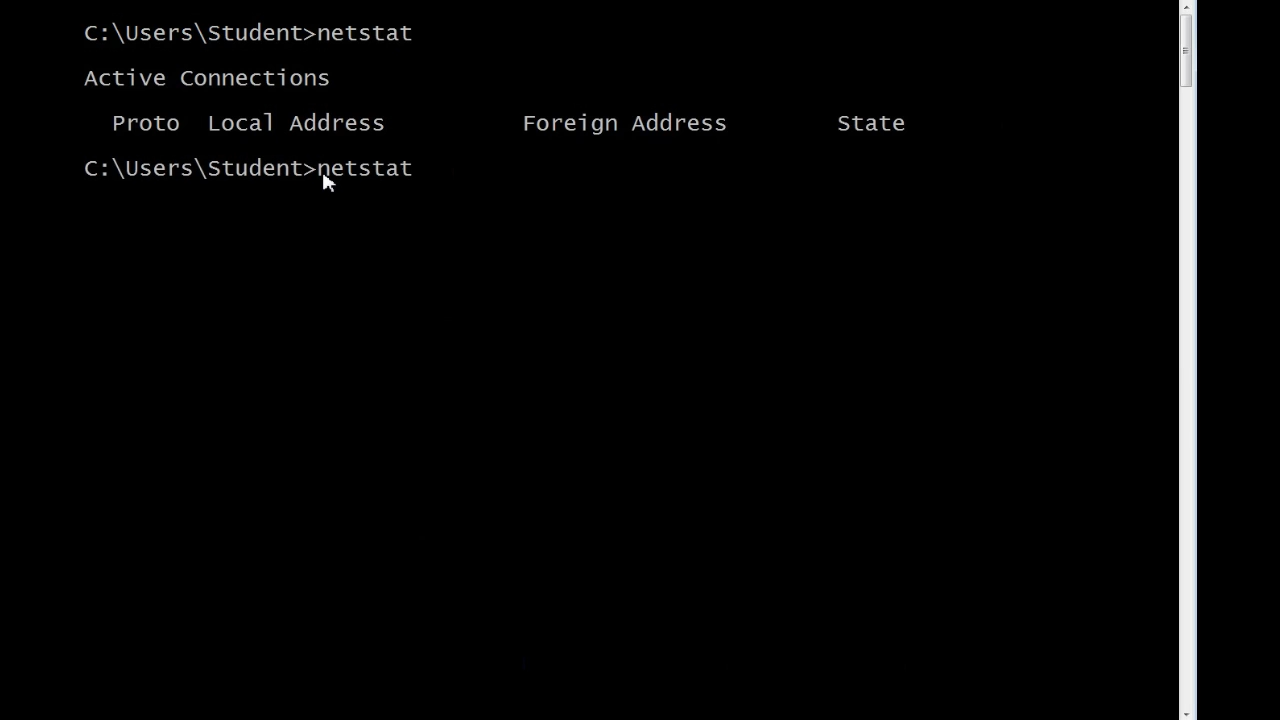 C:\Users\Student>netstat
Active Connections
Proto  Local Address          Foreign Address        State
C:\Users\Student>netstat